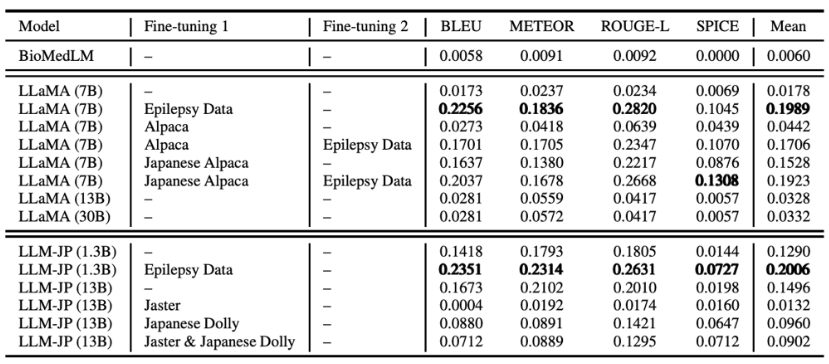 Model Fine-tuning 1 Fine-tuning 2 BLEU METEOR ROUGE-L SPICE Mean
BioMedLM – – 0.0058 0.0091 0.0092 0.0000 0.0060
LLaMA (7B) – – 0.0173 0.0237 0.0234 0.0069 0.0178
LLaMA (7B) Epilepsy Data – 0.2256 0.1836 0.2820 0.1045 0.1989
LLaMA (7B) Alpaca – 0.0273 0.0418 0.0639 0.0439 0.0442
LLaMA (7B) Alpaca Epilepsy Data 0.1701 0.1705 0.2347 0.1070 0.1706
LLaMA (7B) Japanese Alpaca – 0.1637 0.1380 0.2217 0.0876 0.1528
LLaMA (7B) Japanese Alpaca Epilepsy Data 0.2037 0.1678 0.2668 0.1308 0.1923
LLaMA (13B) – – 0.0281 0.0559 0.0417 0.0057 0.0328
LLaMA (30B) – – 0.0281 0.0572 0.0417 0.0057 0.0332
LLM-JP (1.3B) – – 0.1418 0.1793 0.1805 0.0144 0.1290
LLM-JP (1.3B) Epilepsy Data – 0.2351 0.2314 0.2631 0.0727 0.2006
LLM-JP (13B) – – 0.1673 0.2102 0.2010 0.0198 0.1496
LLM-JP (13B) Jaster – 0.0004 0.0192 0.0174 0.0160 0.0132
LLM-JP (13B) Japanese Dolly – 0.0880 0.0891 0.1421 0.0647 0.0960
LLM-JP (13B) Jaster & Japanese Dolly – 0.0712 0.0889 0.1295 0.0712 0.0902